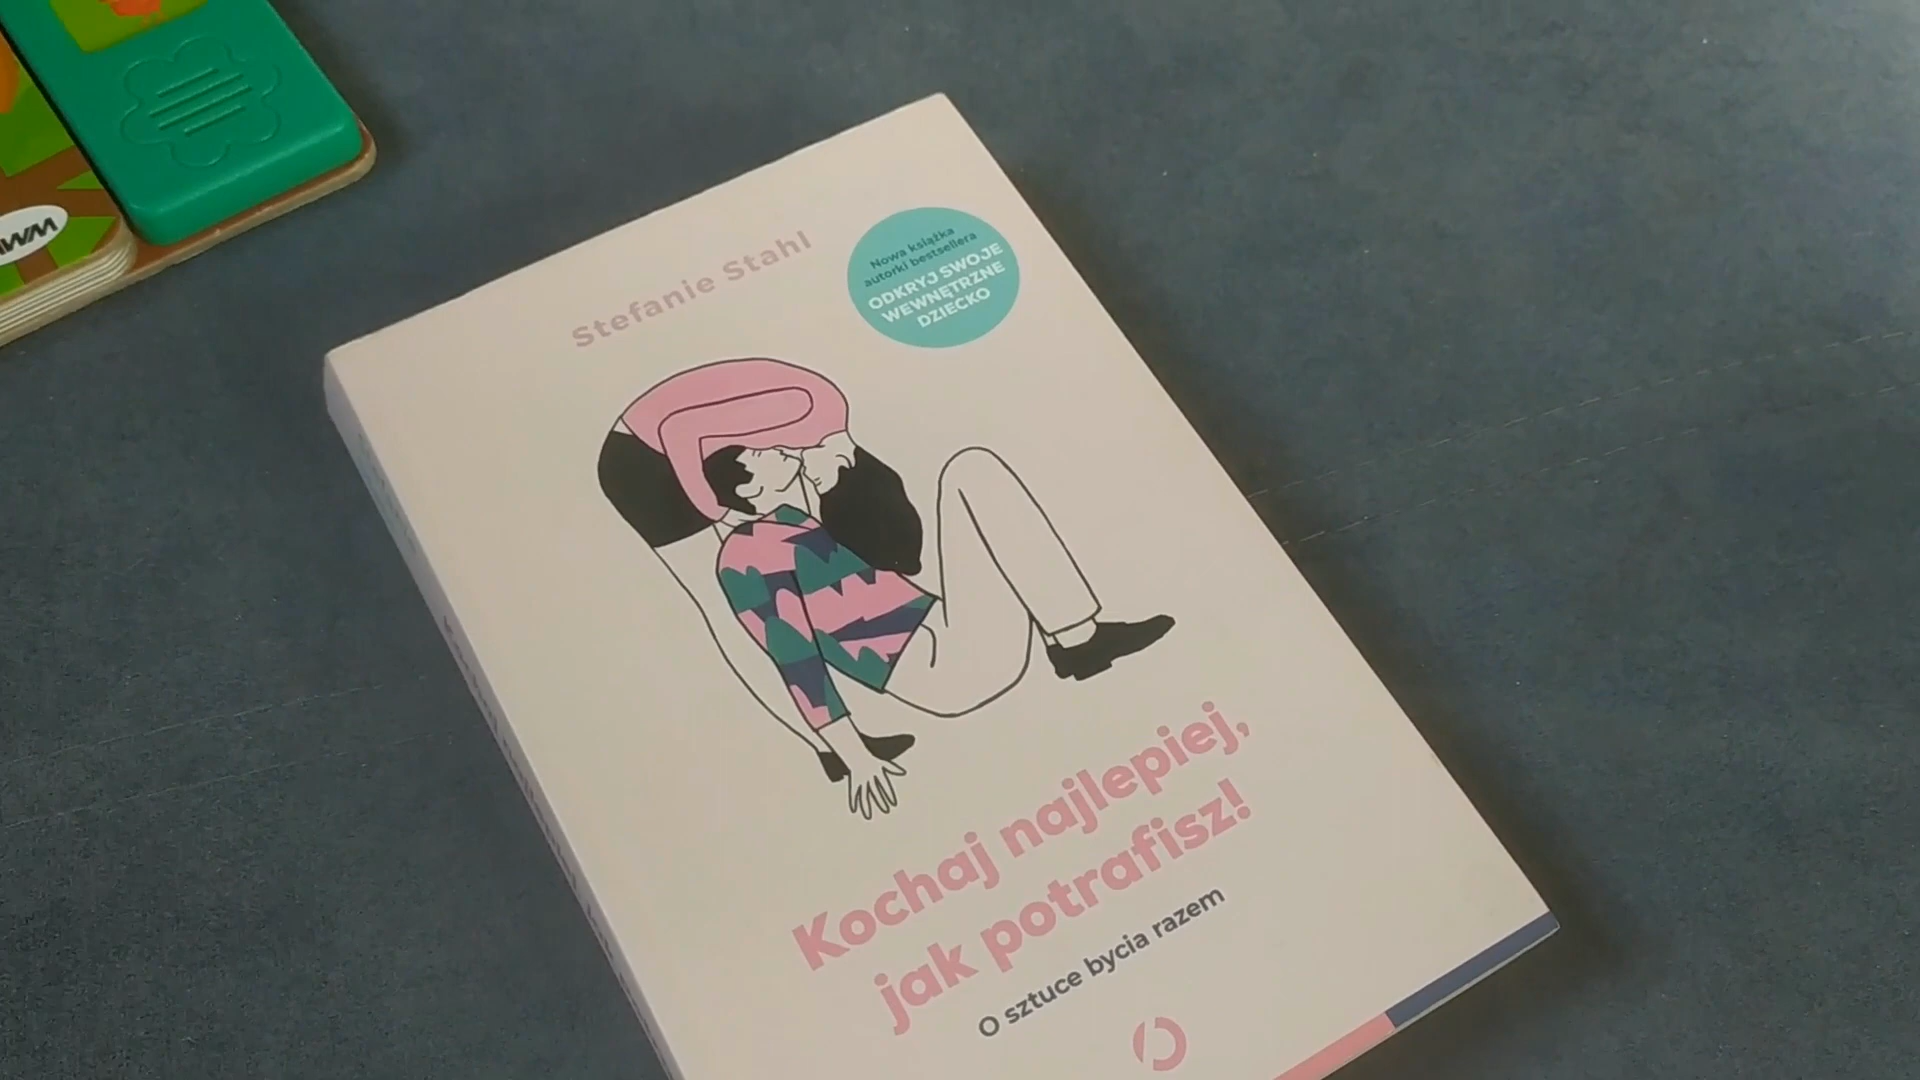 Stefanie Stahl
Nowa książka
autorki bestsellera
ODKRYJ SWOJE
WEWNĘTRZNE
DZIECKO
Kochaj najlepiej,
jak potrafisz!
O sztuce bycia razem